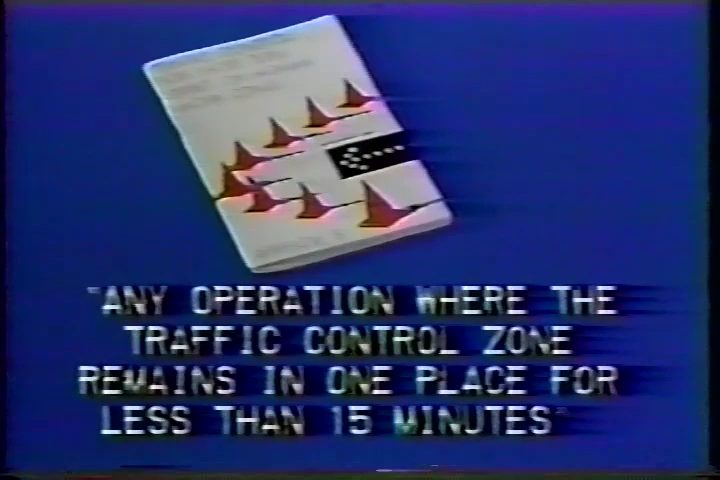 "ANY OPERATION WHERE THE
TRAFFIC CONTROL ZONE
REMAINS IN ONE PLACE FOR
LESS THAN 15 MINUTES"